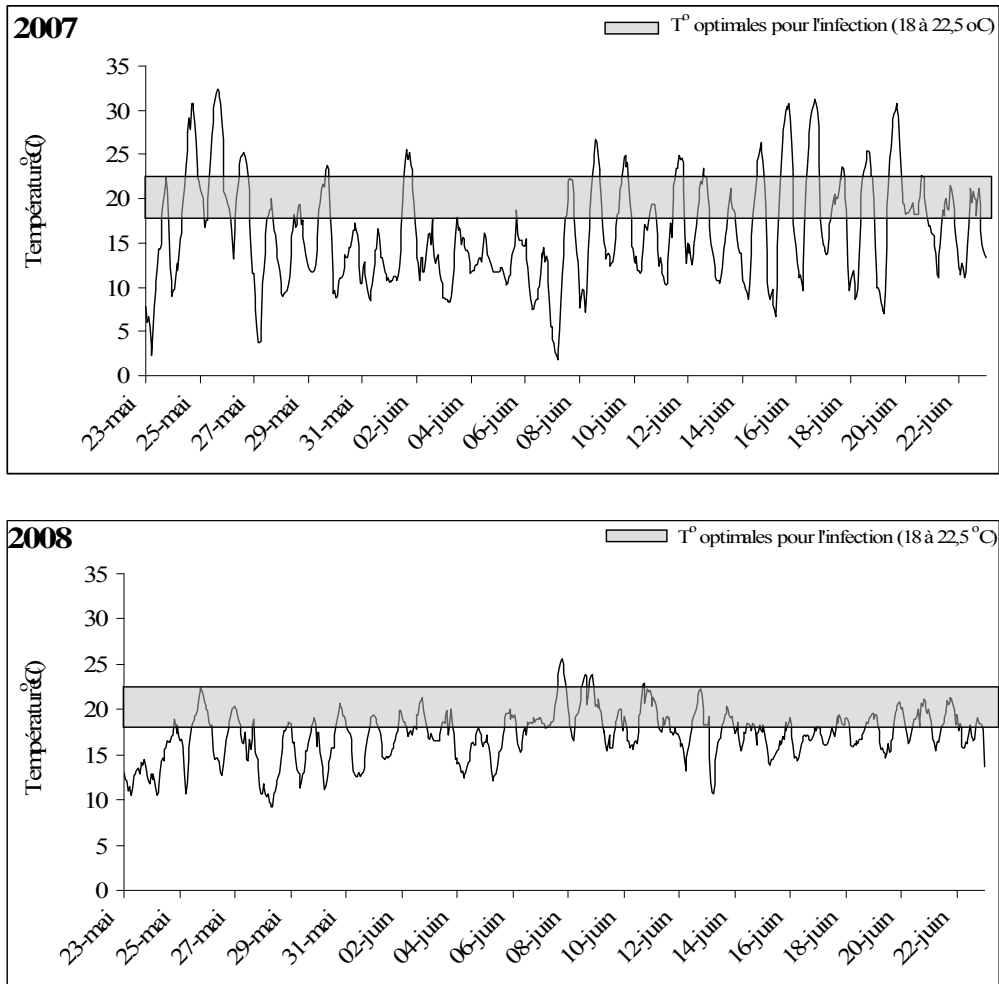 2007
T° optimales pour l'infection (18 à 22,5 oC)
35
30
25
20
15
10
5
0
Température (°C)
23-mai
25-mai
27-mai
29-mai
31-mai
02-juin
04-juin
06-juin
08-juin
10-juin
12-juin
14-juin
16-juin
18-juin
20-juin
22-juin
2008
T° optimales pour l'infection (18 à 22,5 °C)
35
30
25
20
15
10
5
0
Température (°C)
23-mai
25-mai
27-mai
29-mai
31-mai
02-juin
04-juin
06-juin
08-juin
10-juin
12-juin
14-juin
16-juin
18-juin
20-juin
22-juin